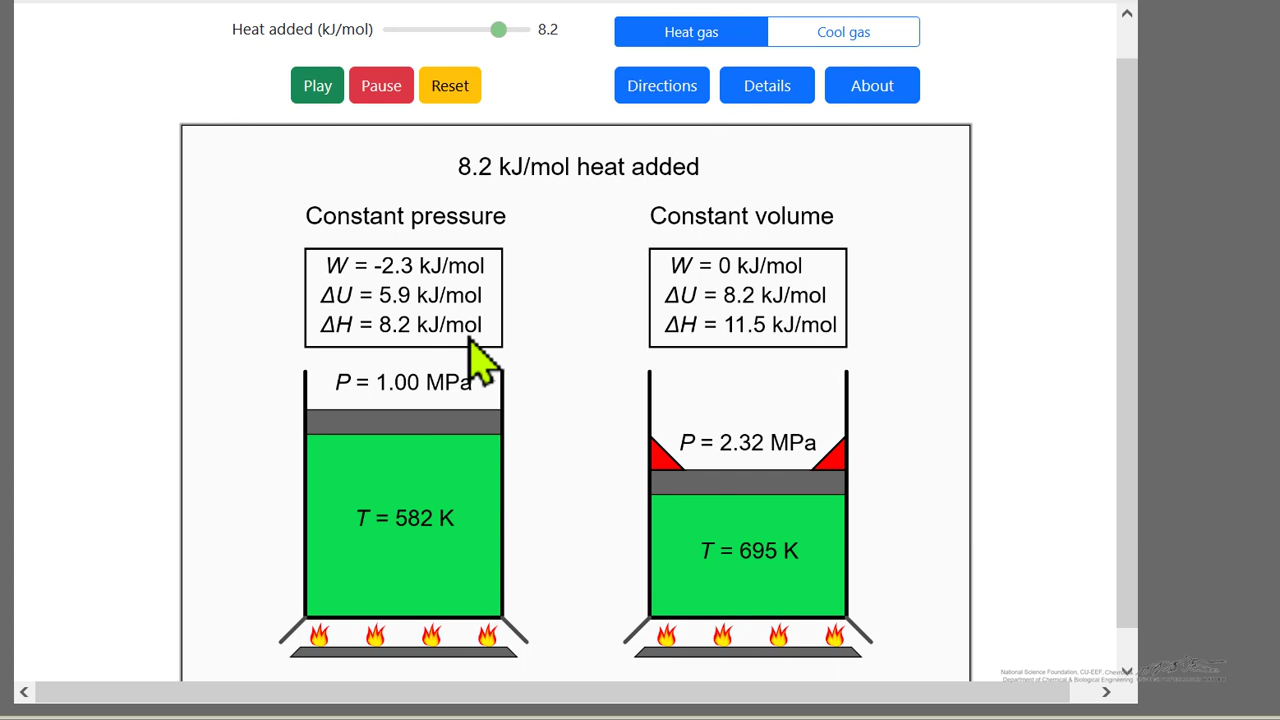 Heat added (kJ/mol) 8.2
Heat gas
Cool gas
Play
Pause
Reset
Directions
Details
About
8.2 kJ/mol heat added
Constant pressure
W = -2.3 kJ/mol
ΔU = 5.9 kJ/mol
ΔH = 8.2 kJ/mol
P = 1.00 MPa
T = 582 K
Constant volume
W = 0 kJ/mol
ΔU = 8.2 kJ/mol
ΔH = 11.5 kJ/mol
P = 2.32 MPa
T = 695 K
National Science Foundation, CU-EEF,
Department of Chemical & Biological Engineering